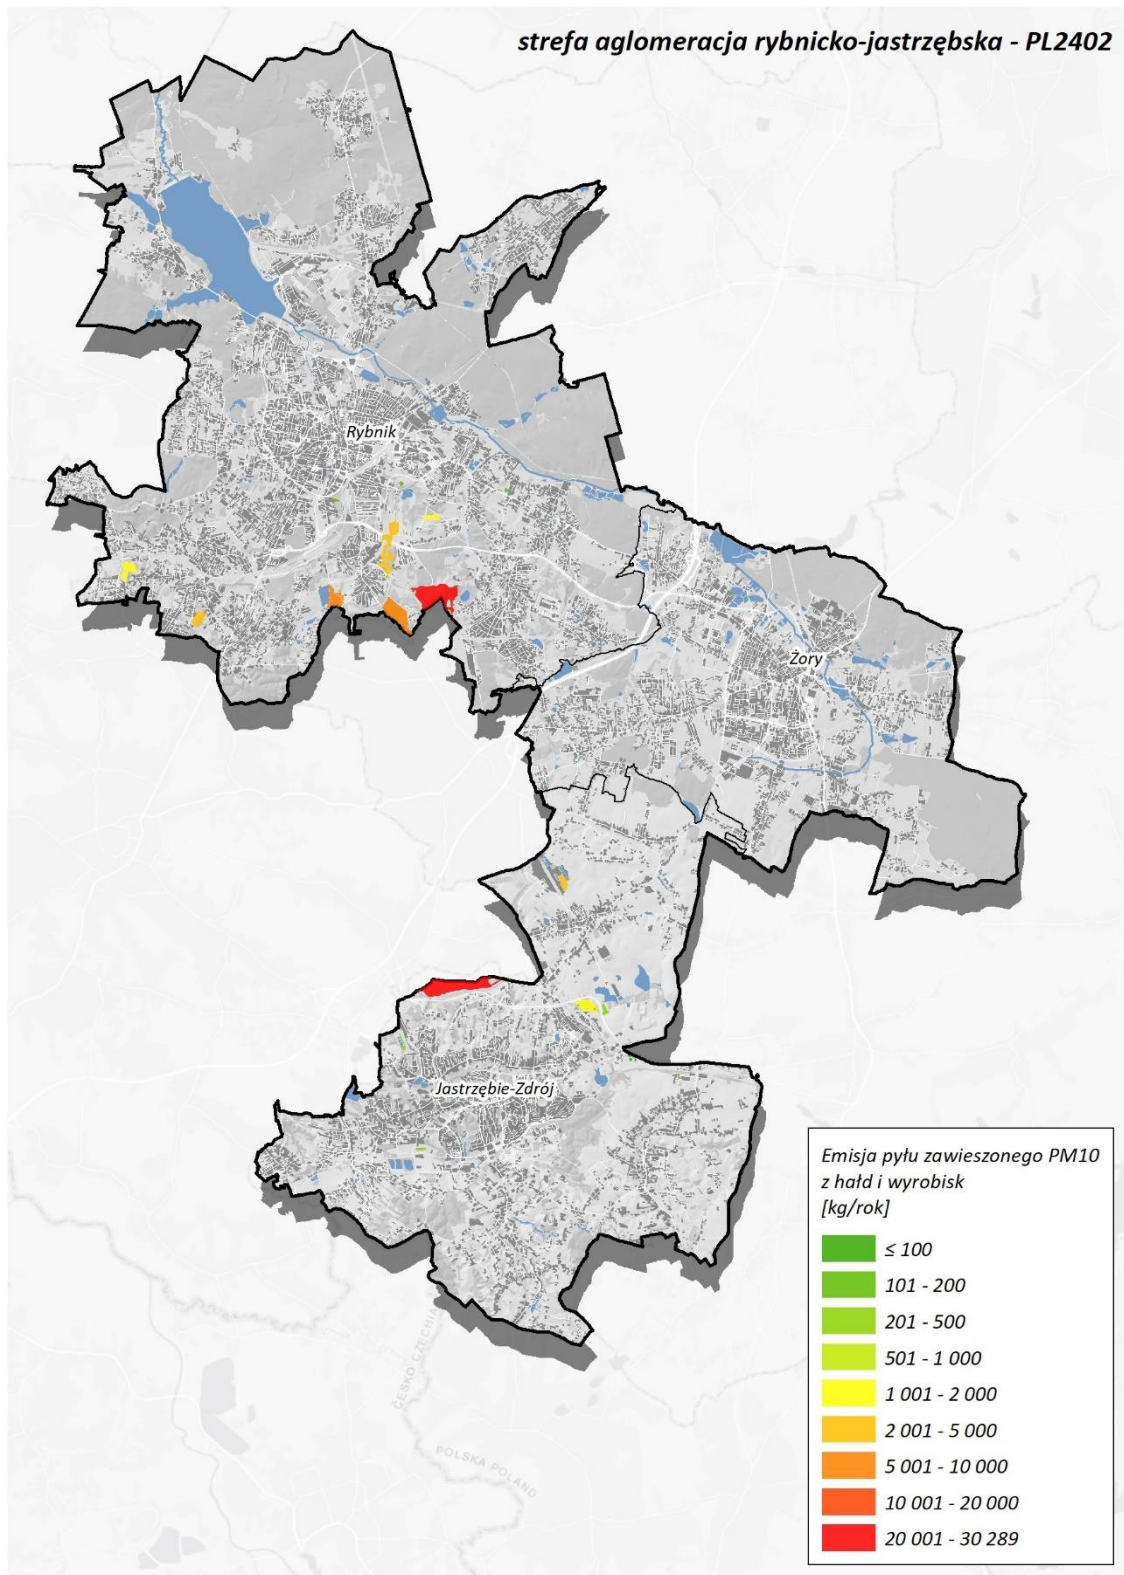 strefa aglomeracja rybnicko-jastrzębska - PL2402
Rybnik
Żory
Jastrzębie-Zdrój
Emisja pyłu zawieszonego PM10
z hałd i wyrobisk
[kg/rok]
≤ 100
101 - 200
201 - 500
501 - 1 000
1 001 - 2 000
2 001 - 5 000
5 001 - 10 000
10 001 - 20 000
20 001 - 30 289
ČESKO CZECHIA
POLSKA POLAND